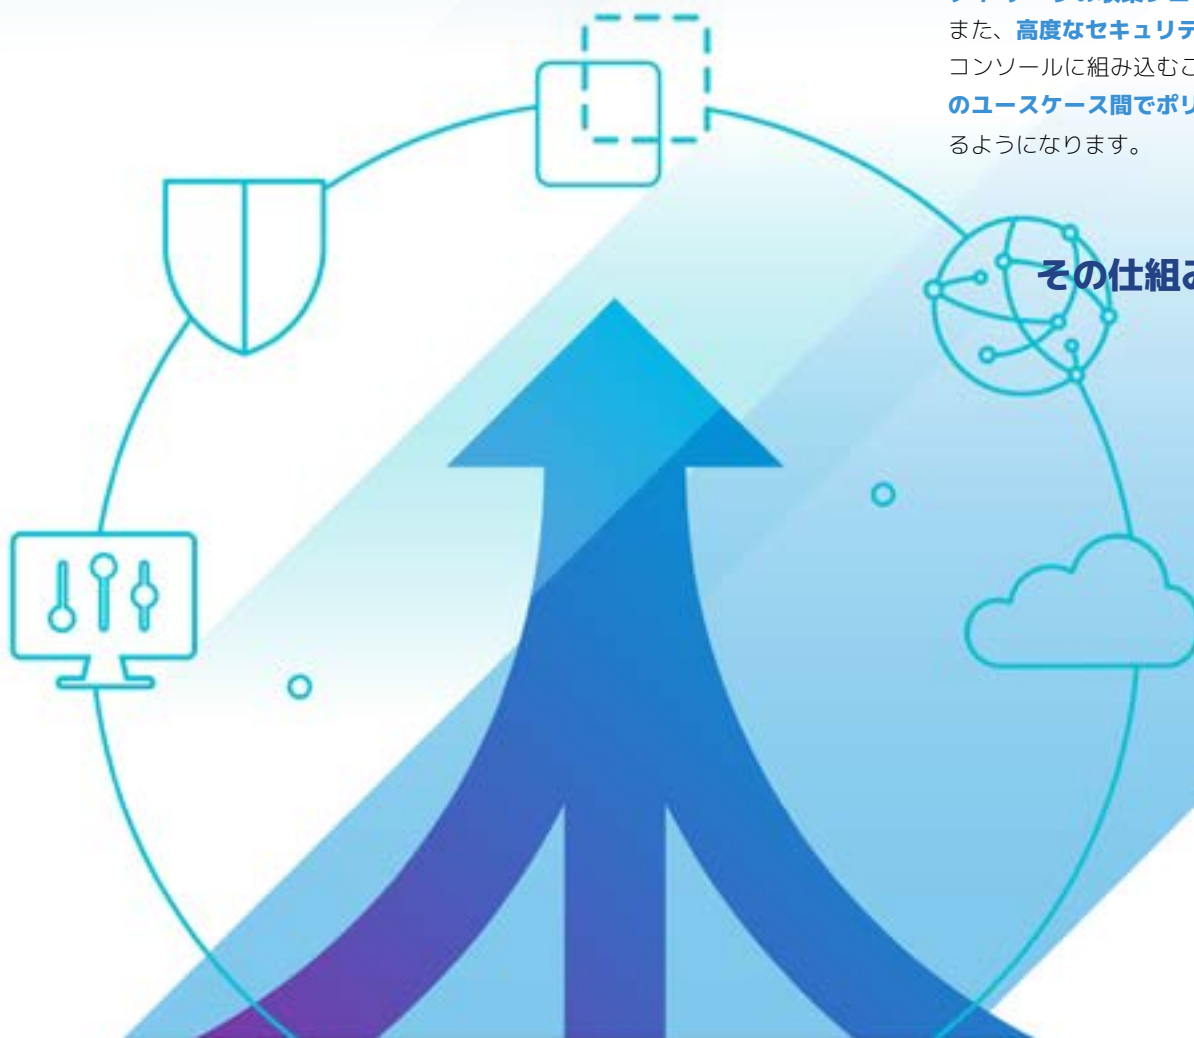 また、高度なセキュリテ
コンソールに組み込むこ
のユースケース間でポリ
るようになります。
その仕組み